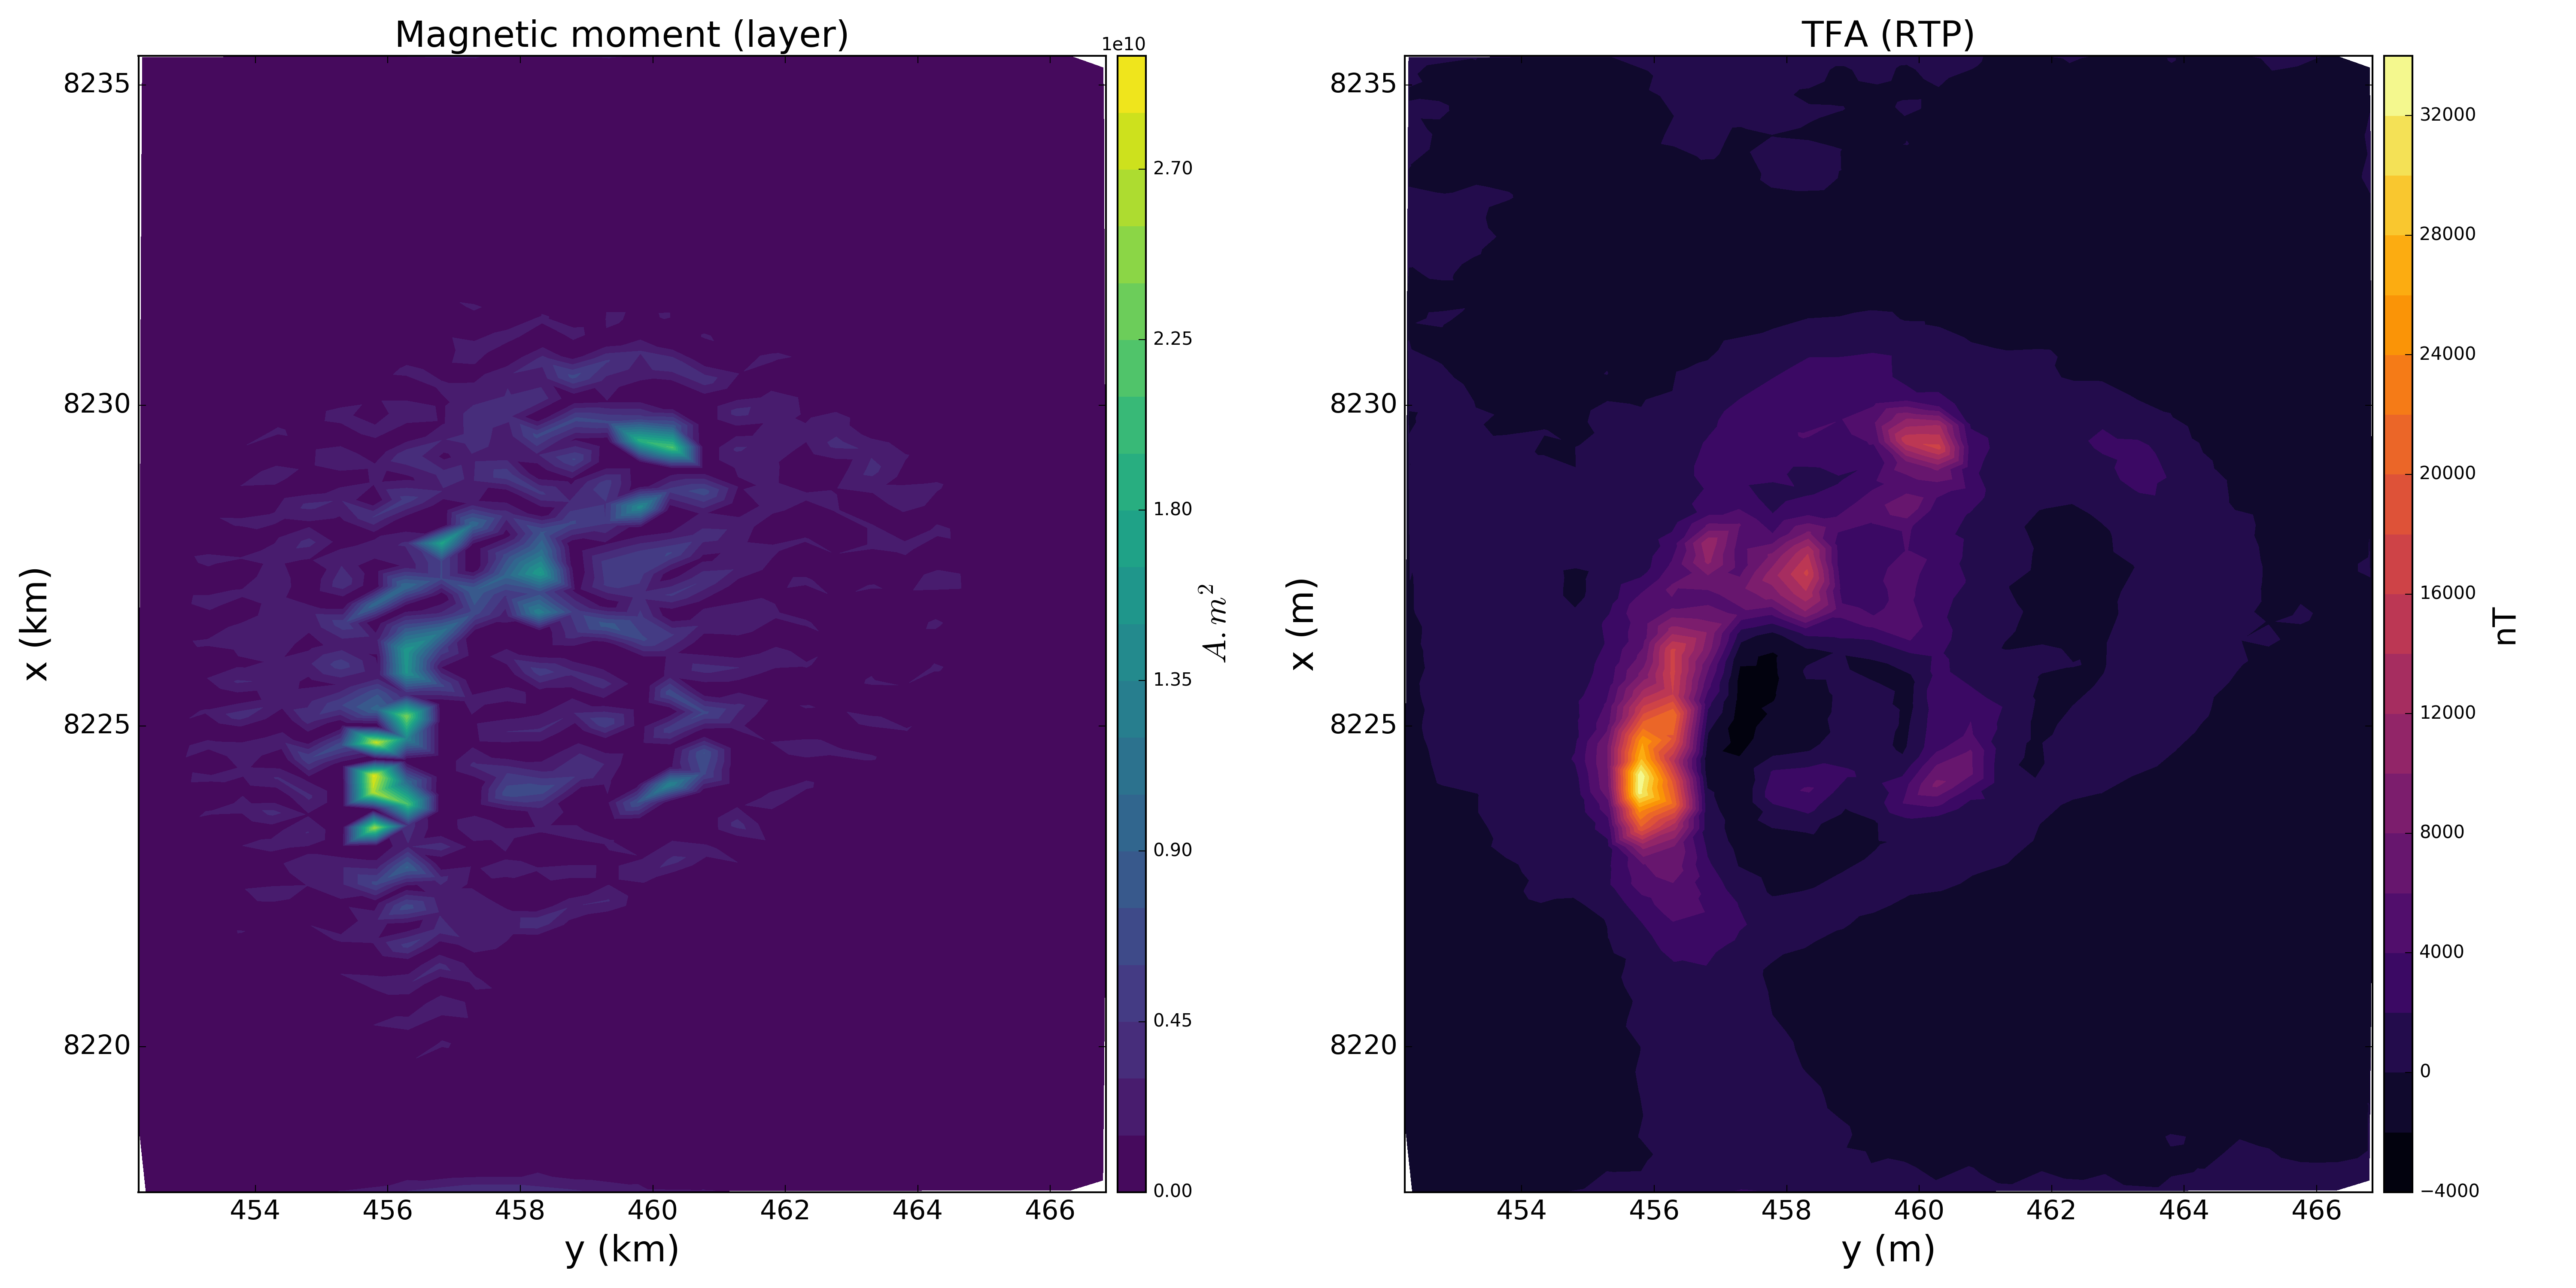 Magnetic moment (layer)
1e10
8235
8230
8225
8220
x (km)
454 456 458 460 462 464 466
y (km)
2.70
2.25
1.80
1.35
0.90
0.45
0.00
A.m²
TFA (RTP)
8235
8230
8225
8220
x (m)
454 456 458 460 462 464 466
y (m)
32000
28000
24000
20000
16000
12000
8000
4000
0
−4000
nT